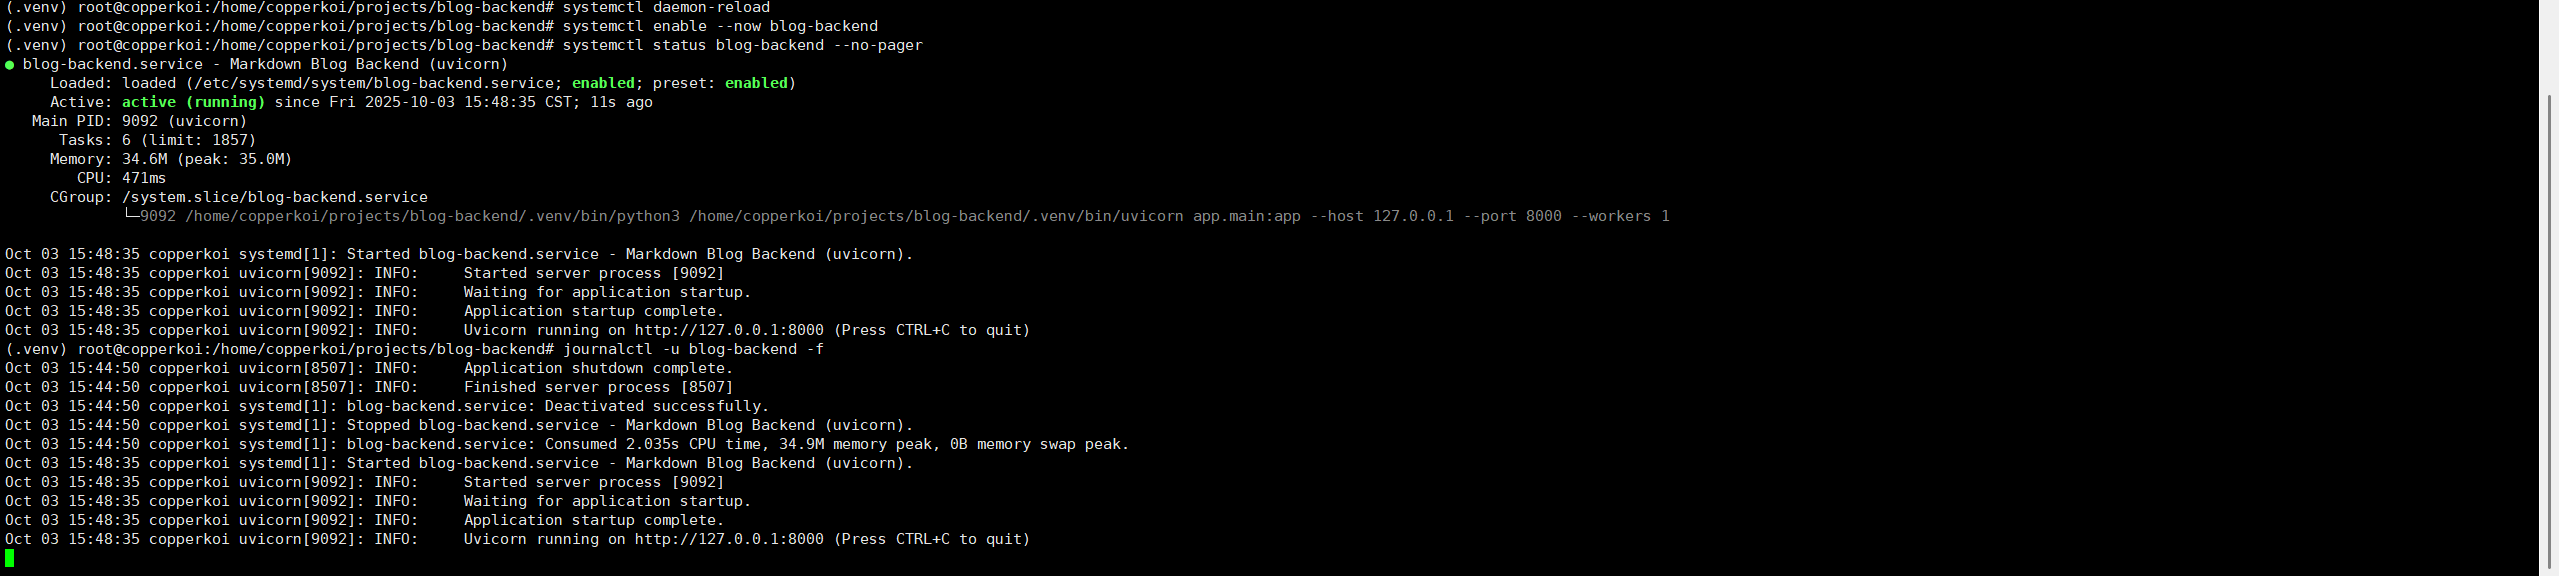 (.venv) root@copperkoi:/home/copperkoi/projects/blog-backend# systemctl daemon-reload
(.venv) root@copperkoi:/home/copperkoi/projects/blog-backend# systemctl enable --now blog-backend
(.venv) root@copperkoi:/home/copperkoi/projects/blog-backend# systemctl status blog-backend --no-pager
● blog-backend.service - Markdown Blog Backend (uvicorn)
     Loaded: loaded (/etc/systemd/system/blog-backend.service; enabled; preset: enabled)
     Active: active (running) since Fri 2025-10-03 15:48:35 CST; 11s ago
   Main PID: 9092 (uvicorn)
      Tasks: 6 (limit: 1857)
     Memory: 34.6M (peak: 35.0M)
        CPU: 471ms
     CGroup: /system.slice/blog-backend.service
             └─9092 /home/copperkoi/projects/blog-backend/.venv/bin/python3 /home/copperkoi/projects/blog-backend/.venv/bin/uvicorn app.main:app --host 127.0.0.1 --port 8000 --workers 1

Oct 03 15:48:35 copperkoi systemd[1]: Started blog-backend.service - Markdown Blog Backend (uvicorn).
Oct 03 15:48:35 copperkoi uvicorn[9092]: INFO:     Started server process [9092]
Oct 03 15:48:35 copperkoi uvicorn[9092]: INFO:     Waiting for application startup.
Oct 03 15:48:35 copperkoi uvicorn[9092]: INFO:     Application startup complete.
Oct 03 15:48:35 copperkoi uvicorn[9092]: INFO:     Uvicorn running on http://127.0.0.1:8000 (Press CTRL+C to quit)
(.venv) root@copperkoi:/home/copperkoi/projects/blog-backend# journalctl -u blog-backend -f
Oct 03 15:44:50 copperkoi uvicorn[8507]: INFO:     Application shutdown complete.
Oct 03 15:44:50 copperkoi uvicorn[8507]: INFO:     Finished server process [8507]
Oct 03 15:44:50 copperkoi systemd[1]: blog-backend.service: Deactivated successfully.
Oct 03 15:44:50 copperkoi systemd[1]: Stopped blog-backend.service - Markdown Blog Backend (uvicorn).
Oct 03 15:44:50 copperkoi systemd[1]: blog-backend.service: Consumed 2.035s CPU time, 34.9M memory peak, 0B memory swap peak.
Oct 03 15:48:35 copperkoi systemd[1]: Started blog-backend.service - Markdown Blog Backend (uvicorn).
Oct 03 15:48:35 copperkoi uvicorn[9092]: INFO:     Started server process [9092]
Oct 03 15:48:35 copperkoi uvicorn[9092]: INFO:     Waiting for application startup.
Oct 03 15:48:35 copperkoi uvicorn[9092]: INFO:     Application startup complete.
Oct 03 15:48:35 copperkoi uvicorn[9092]: INFO:     Uvicorn running on http://127.0.0.1:8000 (Press CTRL+C to quit)